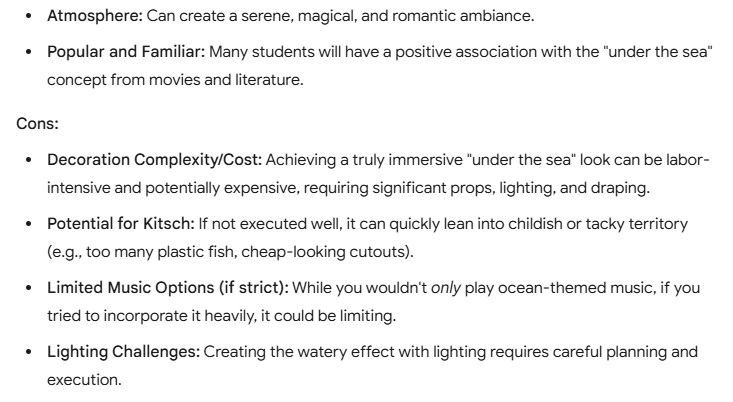 • Atmosphere: Can create a serene, magical, and romantic ambiance.
• Popular and Familiar: Many students will have a positive association with the "under the sea"
concept from movies and literature.
Cons:
• Decoration Complexity/Cost: Achieving a truly immersive "under the sea" look can be labor-
intensive and potentially expensive, requiring significant props, lighting, and draping.
• Potential for Kitsch: If not executed well, it can quickly lean into childish or tacky territory
(e.g., too many plastic fish, cheap-looking cutouts).
• Limited Music Options (if strict): While you wouldn't only play ocean-themed music, if you
tried to incorporate it heavily, it could be limiting.
• Lighting Challenges: Creating the watery effect with lighting requires careful planning and
execution.